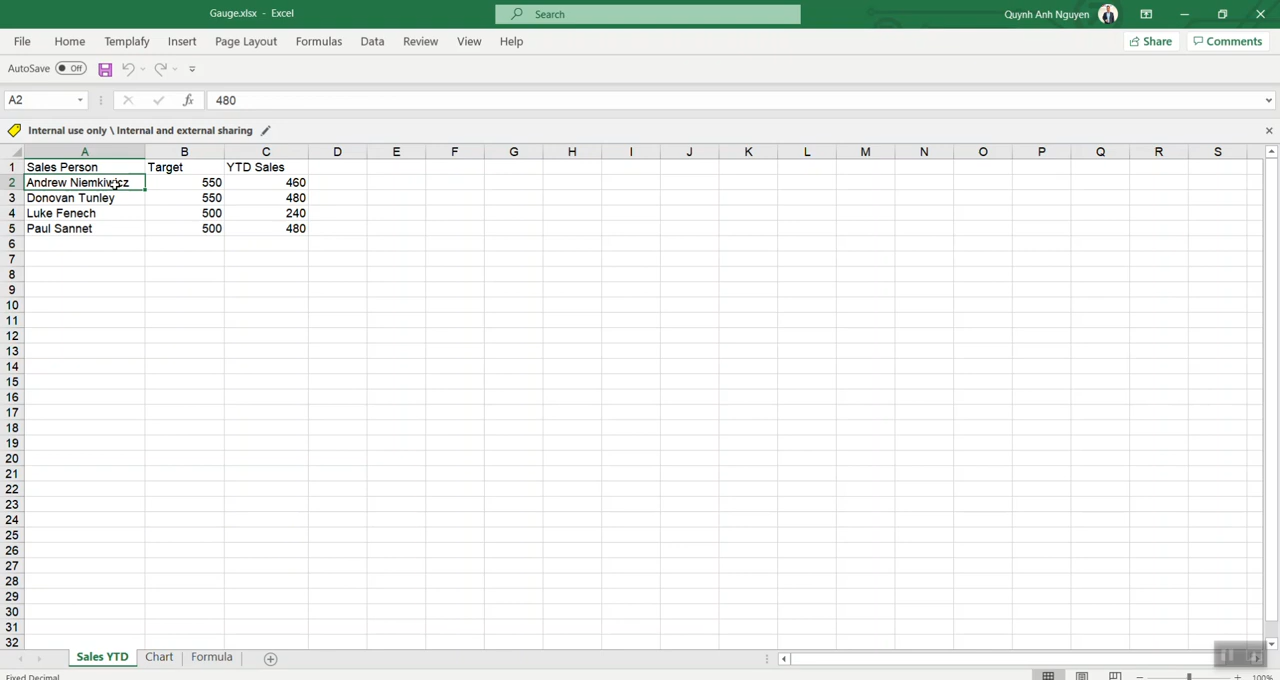 Gauge.xlsx - Excel
Search
Quynh Anh Nguyen
File Home Templafy Insert Page Layout Formulas Data Review View Help
Share Comments
AutoSave Off
A2 fx 480
Internal use only \ Internal and external sharing
A B C D E F G H I J K L M N O P Q R S
1 Sales Person Target YTD Sales
2 Andrew Niemkiwicz 550 460
3 Donovan Tunley 550 480
4 Luke Fenech 500 240
5 Paul Sannet 500 480
6
7
8
9
10
11
12
13
14
15
16
17
18
19
20
21
22
23
24
25
26
27
28
29
30
31
32
Sales YTD Chart Formula
Fixed Decimal
100%